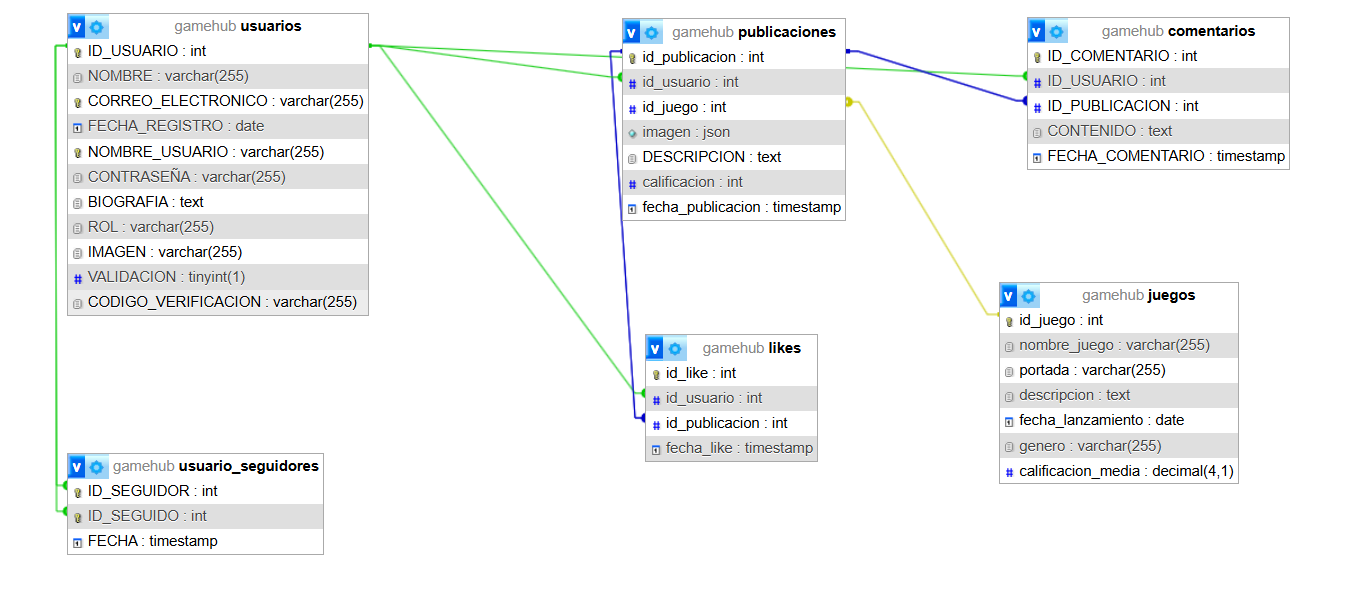 gamehub usuarios
ID_USUARIO : int
NOMBRE : varchar(255)
CORREO_ELECTRONICO : varchar(255)
FECHA_REGISTRO : date
NOMBRE_USUARIO : varchar(255)
CONTRASEÑA : varchar(255)
BIOGRAFIA : text
ROL : varchar(255)
IMAGEN : varchar(255)
VALIDACION : tinyint(1)
CODIGO_VERIFICACION : varchar(255)
gamehub publicaciones
id_publicacion : int
id_usuario : int
id_juego : int
imagen : json
DESCRIPCION : text
calificacion : int
fecha_publicacion : timestamp
gamehub comentarios
ID_COMENTARIO : int
ID_USUARIO : int
ID_PUBLICACION : int
CONTENIDO : text
FECHA_COMENTARIO : timestamp
gamehub juegos
id_juego : int
nombre_juego : varchar(255)
portada : varchar(255)
descripcion : text
fecha_lanzamiento : date
genero : varchar(255)
calificacion_media : decimal(4,1)
gamehub likes
id_like : int
id_usuario : int
id_publicacion : int
fecha_like : timestamp
gamehub usuario_seguidores
ID_SEGUIDOR : int
ID_SEGUIDO : int
FECHA : timestamp